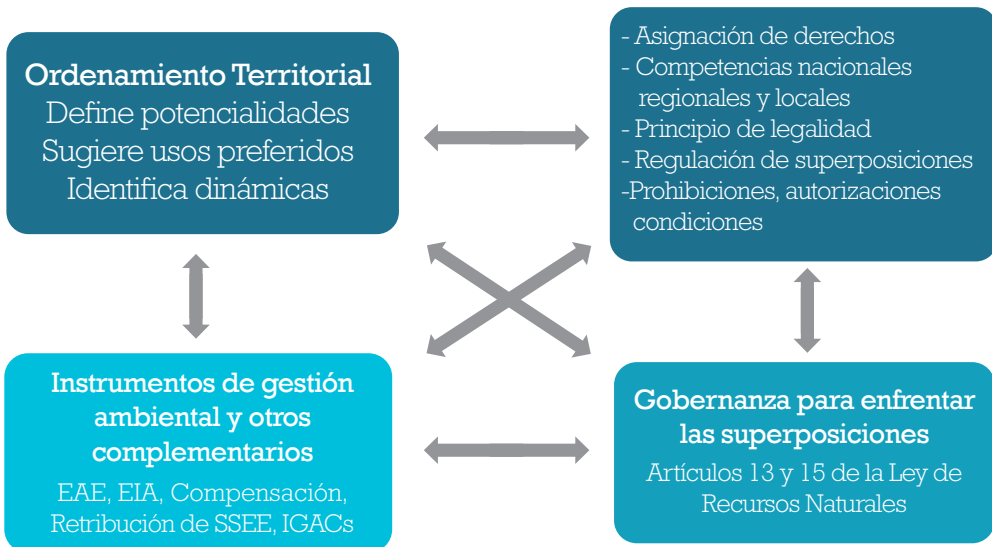 Ordenamiento Territorial
Define potencialidades
Sugiere usos preferidos
Identifica dinámicas
- Asignación de derechos
- Competencias nacionales
regionales y locales
- Principio de legalidad
- Regulación de superposiciones
-Prohibiciones, autorizaciones
condiciones
Instrumentos de gestión
ambiental y otros
complementarios
EAE, EIA, Compensación,
Retribución de SSEE, IGACs
Gobernanza para enfrentar
las superposiciones
Artículos 13 y 15 de la Ley de
Recursos Naturales